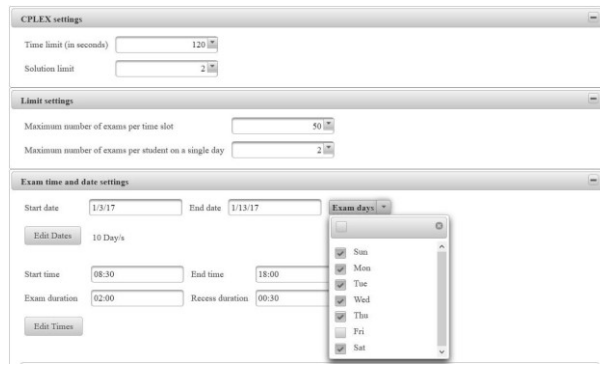 CPLEX settings
Time limit (in seconds) 120
Solution limit 2
Limit settings
Maximum number of exams per time slot 50
Maximum number of exams per student on a single day 2
Exam time and date settings
Start date 1/3/17 End date 1/13/17 Exam days
Edit Dates 10 Day/s
Sun
Mon
Start time 08:30 End time 18:00 Tue
Wed
Exam duration 02:00 Recess duration 00:30 Thu
Edit Times Fri
Sat